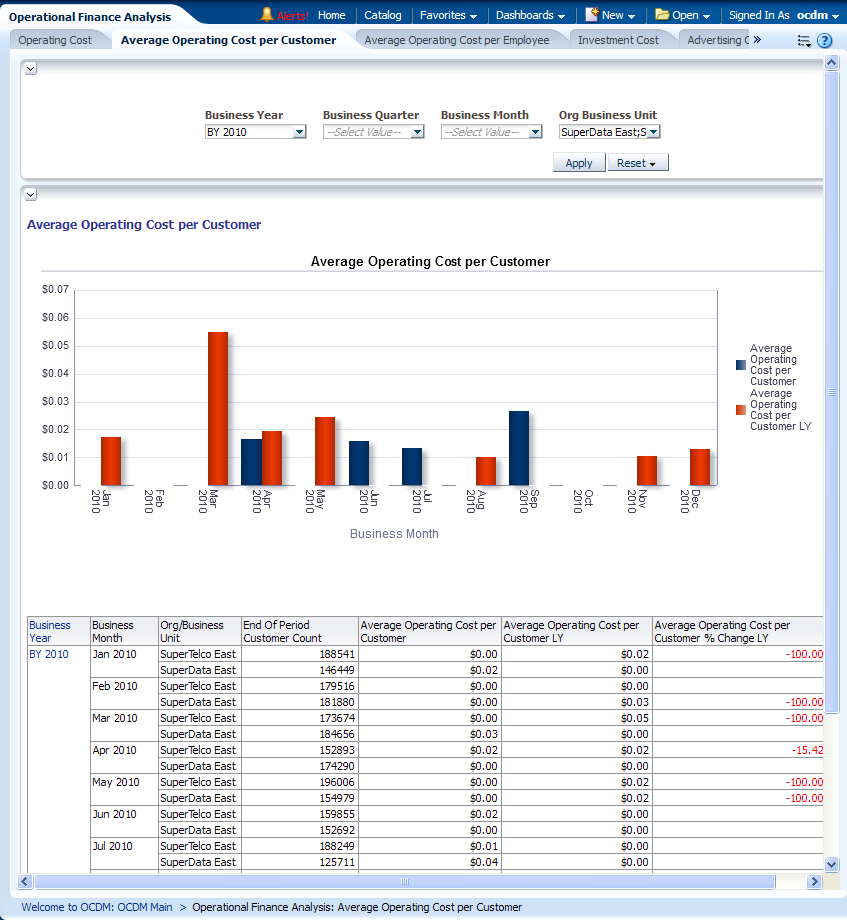 Operational Finance Analysis
Alerts! Home Catalog Favorites Dashboards New Open Signed In As ocdm
Operating Cost Average Operating Cost per Customer Average Operating Cost per Employee Investment Cost Advertising C »
Business Year Business Quarter Business Month Org Business Unit
BY 2010 --Select Value-- --Select Value-- SuperData East;S
Apply Reset
Average Operating Cost per Customer
Average Operating Cost per Customer
$0.07
$0.06
$0.05
$0.04
$0.03
$0.02
$0.01
$0.00
Jan 2010
Feb 2010
Mar 2010
Apr 2010
May 2010
Jun 2010
Jul 2010
Aug 2010
Sep 2010
Oct 2010
Nov 2010
Dec 2010
Business Month
Average
Operating
Cost per
Customer
Average
Operating
Cost per
Customer LY
Business Year Business Month Org/Business Unit End Of Period Customer Count Average Operating Cost per Customer Average Operating Cost per Customer LY Average Operating Cost per Customer % Change LY
BY 2010 Jan 2010 SuperTelco East 188541 $0.00 $0.02 -100.00
SuperData East 146449 $0.02 $0.00
Feb 2010 SuperTelco East 179516 $0.00 $0.00
SuperData East 181880 $0.00 $0.03 -100.00
Mar 2010 SuperTelco East 173674 $0.00 $0.05 -100.00
SuperData East 184656 $0.03 $0.00
Apr 2010 SuperTelco East 152893 $0.02 $0.02 -15.42
SuperData East 174290 $0.00 $0.00
May 2010 SuperTelco East 196006 $0.00 $0.02 -100.00
SuperData East 154979 $0.00 $0.02 -100.00
Jun 2010 SuperTelco East 159855 $0.02 $0.00
SuperData East 152692 $0.00 $0.00
Jul 2010 SuperTelco East 188249 $0.01 $0.00
SuperData East 125711 $0.04 $0.00
Welcome to OCDM: OCDM Main > Operational Finance Analysis: Average Operating Cost per Customer